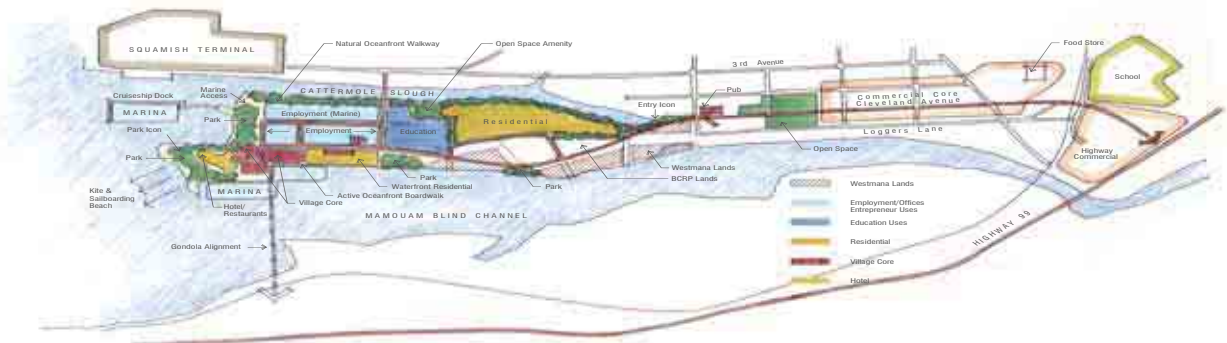 SQUAMISH TERMINAL
Natural Oceanfront Walkway
Open Space Amenity
Food Store
3rd Avenue
School
Cruiseship Dock
Marine
Access
CATTERMOLE SLOUGH
Pub
Entry Icon
Commercial Core
Cleveland Avenue
MARINA
Park
Employment (Marine)
Residential
Park Icon
Employment
Education
Loggers Lane
Park
Open Space
Highway
Commercial
Westmana Lands
BCRP Lands
Park
Park
Waterfront Residential
Active Oceanfront Boardwalk
Village Core
MARINA
Hotel/
Restaurants
Kite &
Sailboarding
Beach
MAMOUAM BLIND CHANNEL
Gondola Alignment
HIGHWAY 99
Westmana Lands
Employment/Offices
Entrepreneur Uses
Education Uses
Residential
Village Core
Hotel